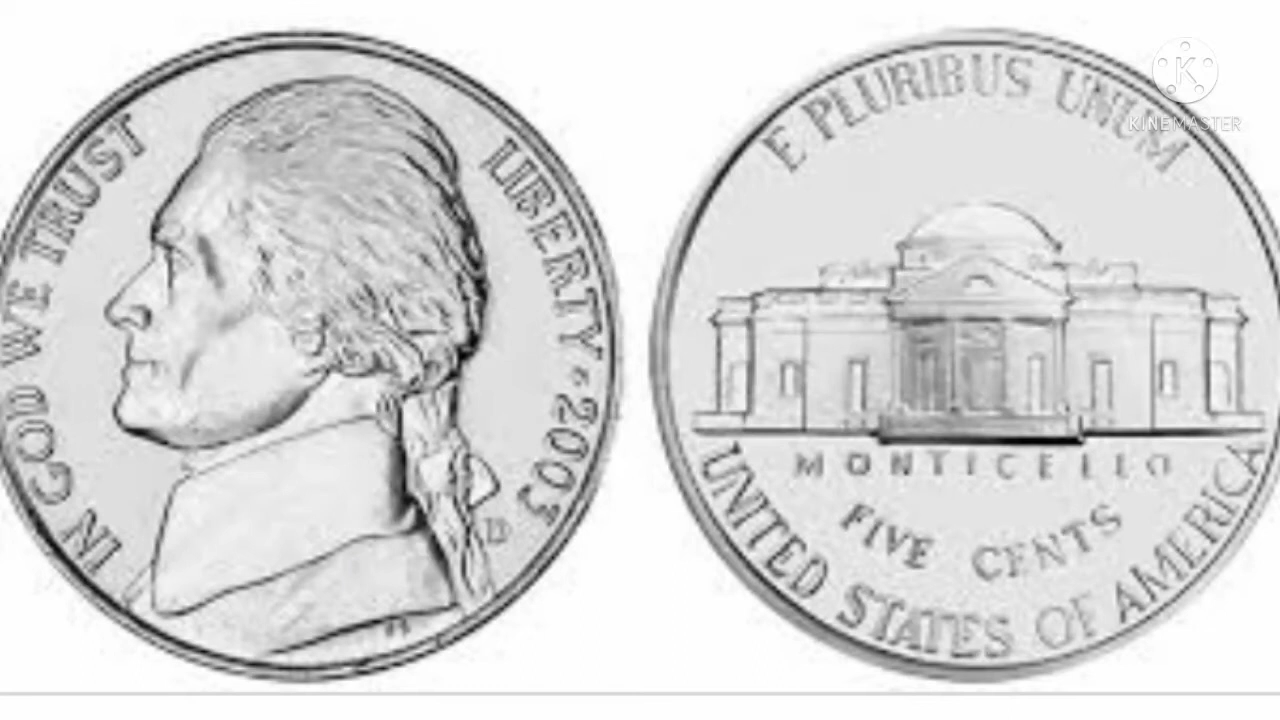 IN GOD WE TRUST
LIBERTY 2003
D
E PLURIBUS UNUM
MONTICELLO
FIVE CENTS
UNITED STATES OF AMERICA
K
KINEMASTER